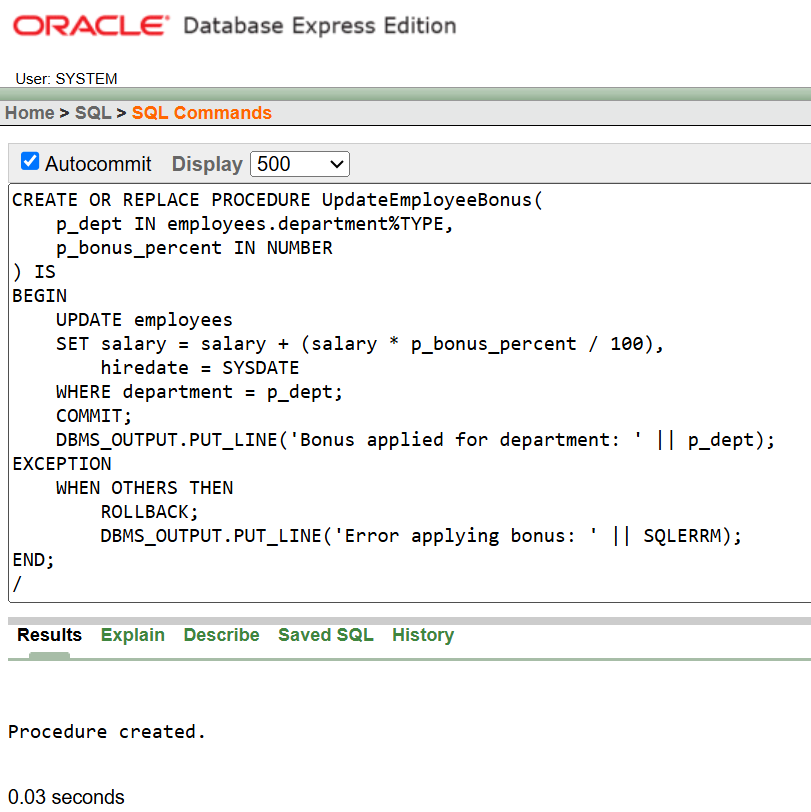 ORACLE® Database Express Edition
User: SYSTEM
Home > SQL > SQL Commands
Autocommit Display 500
CREATE OR REPLACE PROCEDURE UpdateEmployeeBonus(
    p_dept IN employees.department%TYPE,
    p_bonus_percent IN NUMBER
) IS
BEGIN
    UPDATE employees
    SET salary = salary + (salary * p_bonus_percent / 100),
        hiredate = SYSDATE
    WHERE department = p_dept;
    COMMIT;
    DBMS_OUTPUT.PUT_LINE('Bonus applied for department: ' || p_dept);
EXCEPTION
    WHEN OTHERS THEN
        ROLLBACK;
        DBMS_OUTPUT.PUT_LINE('Error applying bonus: ' || SQLERRM);
END;
/
Results Explain Describe Saved SQL History
Procedure created.
0.03 seconds